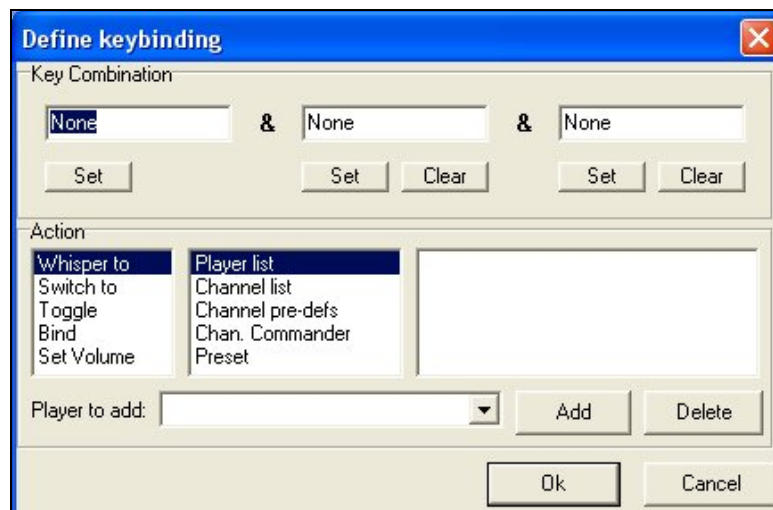 Define keybinding
Key Combination
None & None & None
Set Set Clear Set Clear
Action
Whisper to
Switch to
Toggle
Bind
Set Volume
Player list
Channel list
Channel pre-defs
Chan. Commander
Preset
Player to add: Add Delete
Ok Cancel